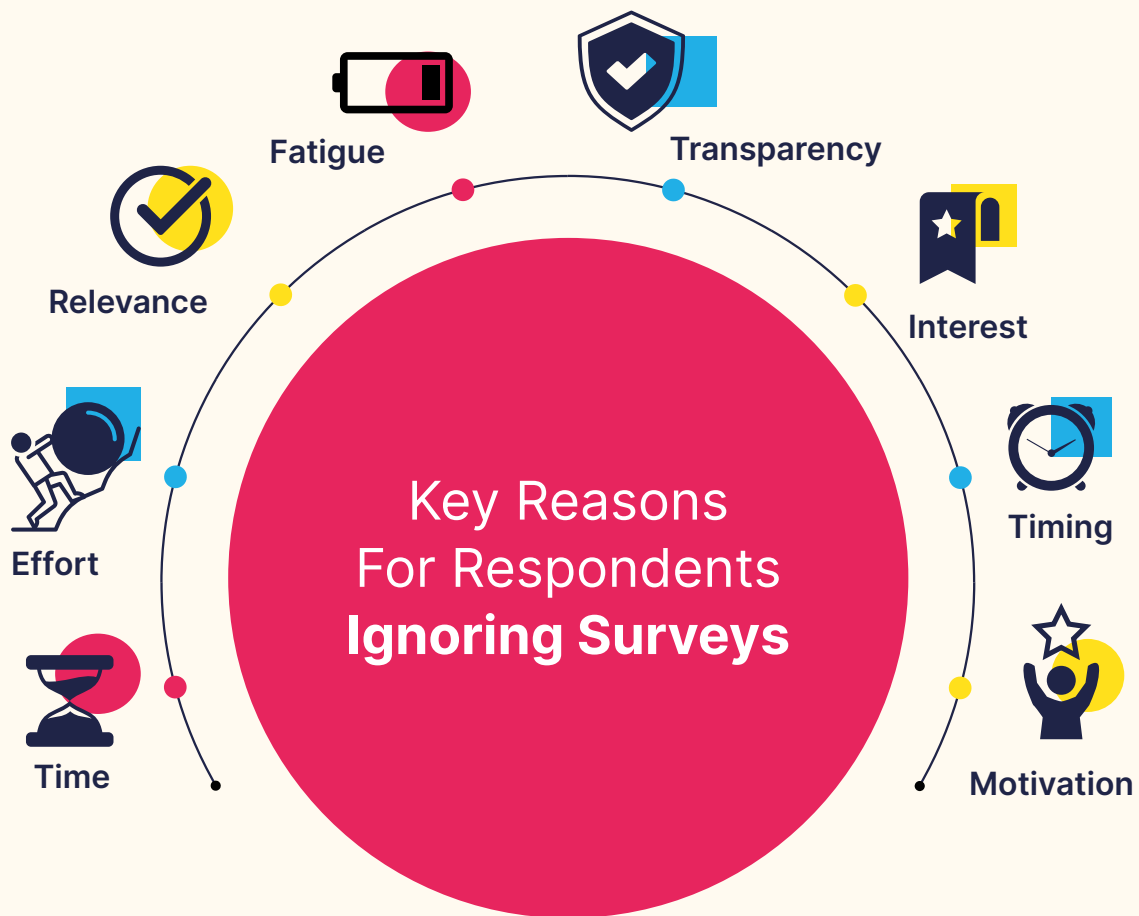 Fatigue
Transparency
Relevance
Interest
Effort
Timing
Time
Motivation
Key Reasons
For Respondents
Ignoring Surveys